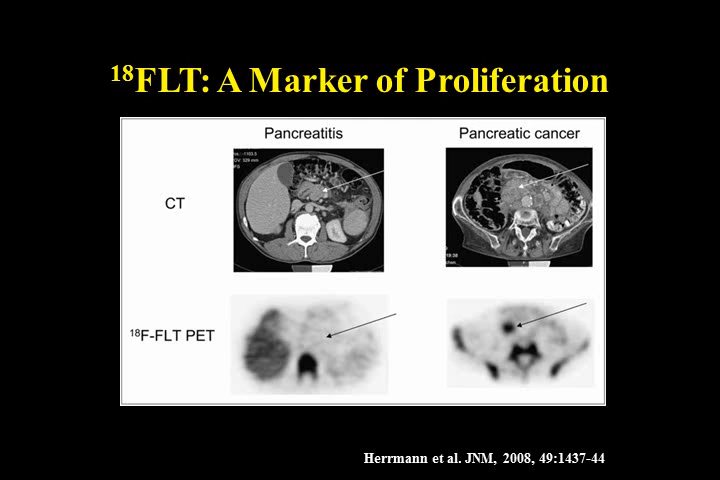 18FLT: A Marker of Proliferation
Pancreatitis
Pancreatic cancer
CT
18F-FLT PET
Herrmann et al. JNM, 2008, 49:1437-44